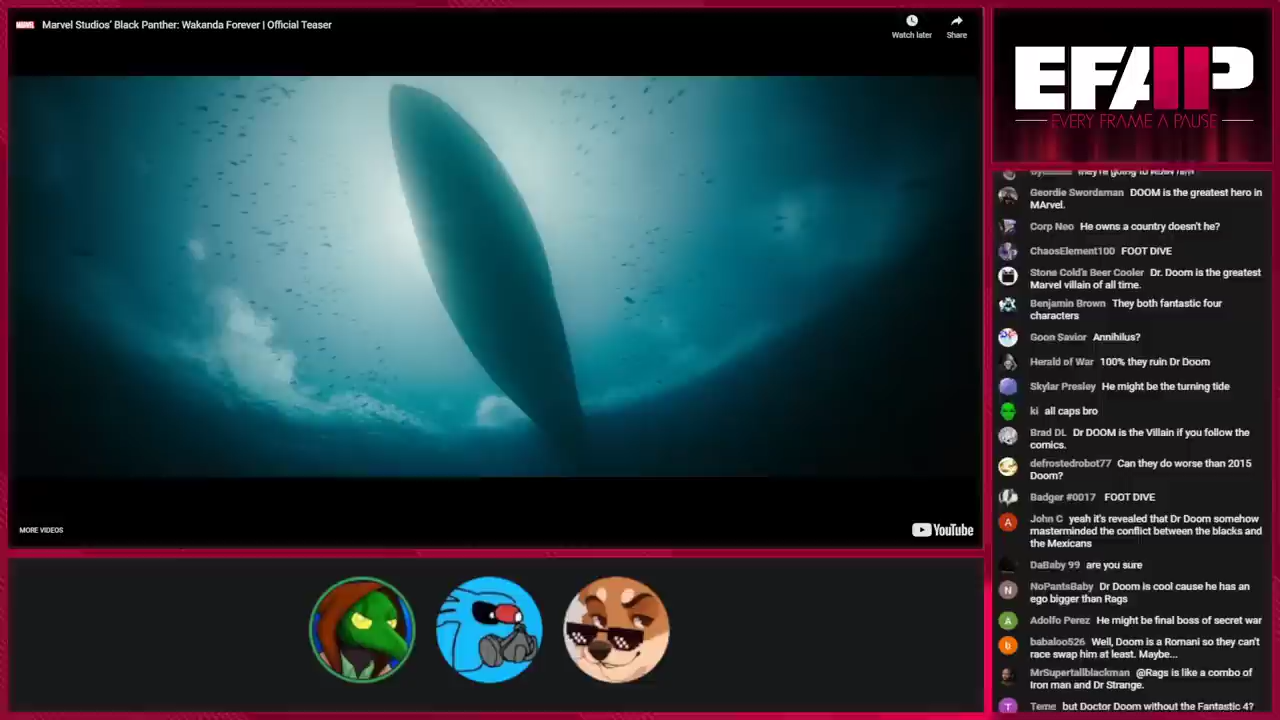 MARVEL Marvel Studios' Black Panther: Wakanda Forever | Official Teaser
Watch later
Share
MORE VIDEOS
YouTube
EFAP
EVERY FRAME A PAUSE
they're going to
Geordie Swordsman DOOM is the greatest hero in
MArvel.
Corp Neo He owns a country doesn't he?
ChaosElement100 FOOT DIVE
Stone Cold's Beer Cooler Dr. Doom is the greatest
Marvel villain of all time.
Benjamin Brown They both fantastic four
characters
Goon Savior Annihilus?
Herald of War 100% they ruin Dr Doom
Skylar Presley He might be the turning tide
ki all caps bro
Brad DL Dr DOOM is the Villain if you follow the
comics.
defrostedrobot77 Can they do worse than 2015
Doom?
Badger #0017 FOOT DIVE
A
John C yeah it's revealed that Dr Doom somehow
masterminded the conflict between the blacks and
the Mexicans
DaBaby 99 are you sure
N
NoPantsBaby Dr Doom is cool cause he has an
ego bigger than Rags
A
Adolfo Perez He might be final boss of secret war
b
babaloo526 Well, Doom is a Romani so they can't
race swap him at least. Maybe...
MrSupertallblackman @Rags is like a combo of
Iron man and Dr Strange.
T
Teme but Doctor Doom without the Fantastic 4?